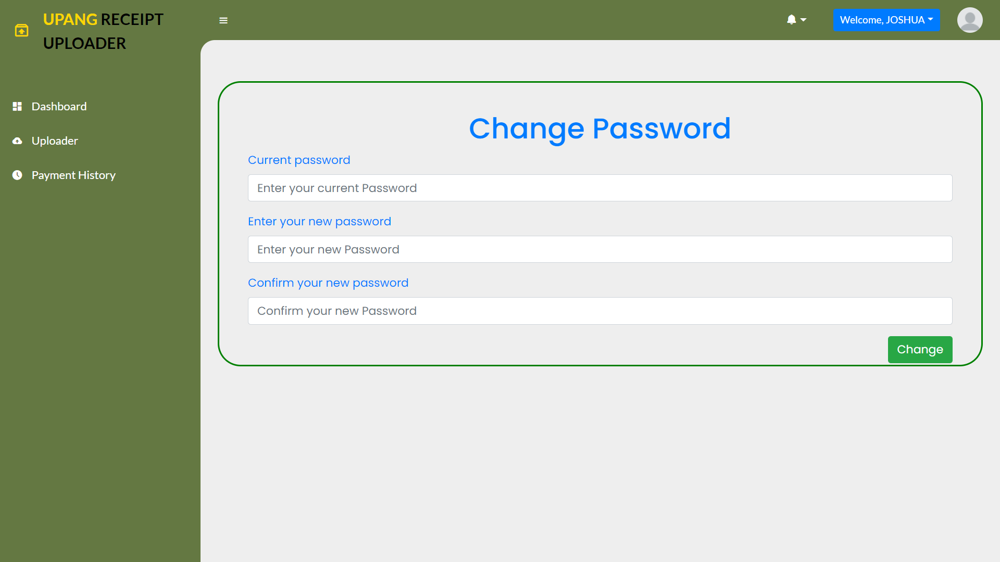 UPANG RECEIPT
UPLOADER
Welcome, JOSHUA
Dashboard
Uploader
Payment History
Change Password
Current password
Enter your current Password
Enter your new password
Enter your new Password
Confirm your new password
Confirm your new Password
Change